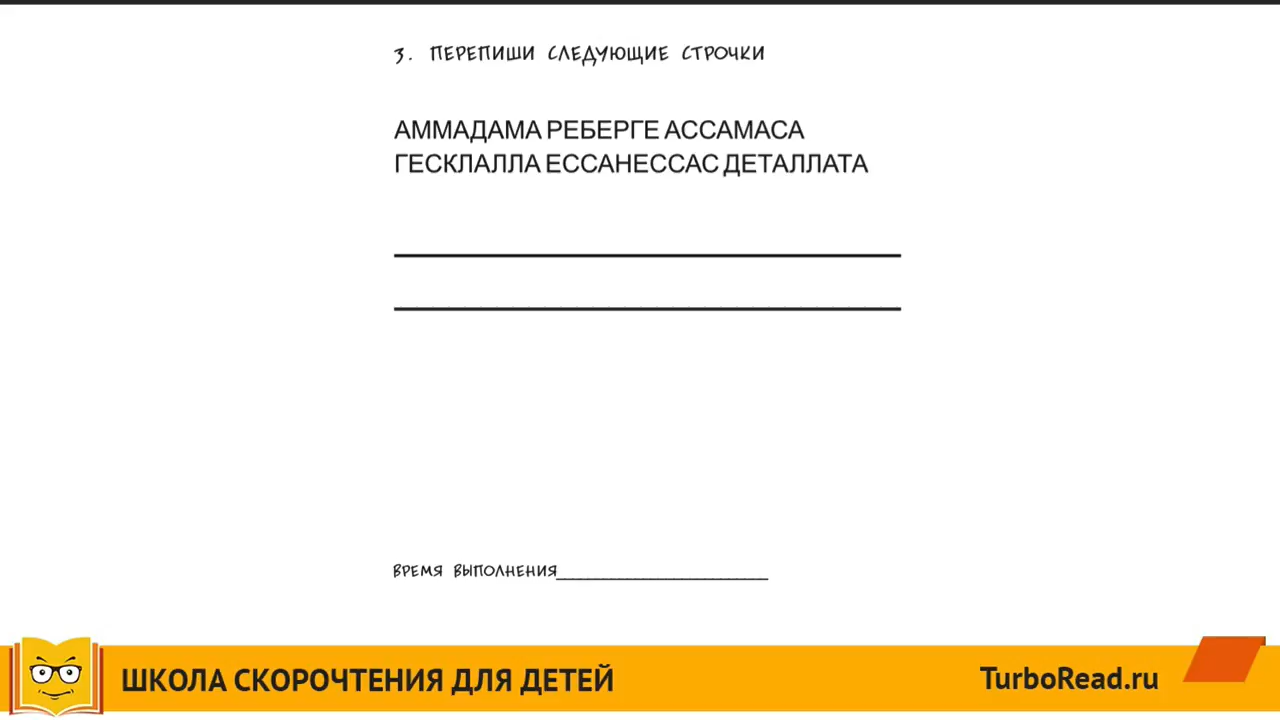 3. ПЕРЕПИШИ СЛЕДУЮЩИЕ СТРОЧКИ
АММАДАМА РЕБЕРГЕ АССАМАСА
ГЕСКЛАЛЛА ЕССАНЕССАС ДЕТАЛЛАТА
ВРЕМЯ ВЫПОЛНЕНИЯ
ШКОЛА СКОРОЧТЕНИЯ ДЛЯ ДЕТЕЙ
TurboRead.ru